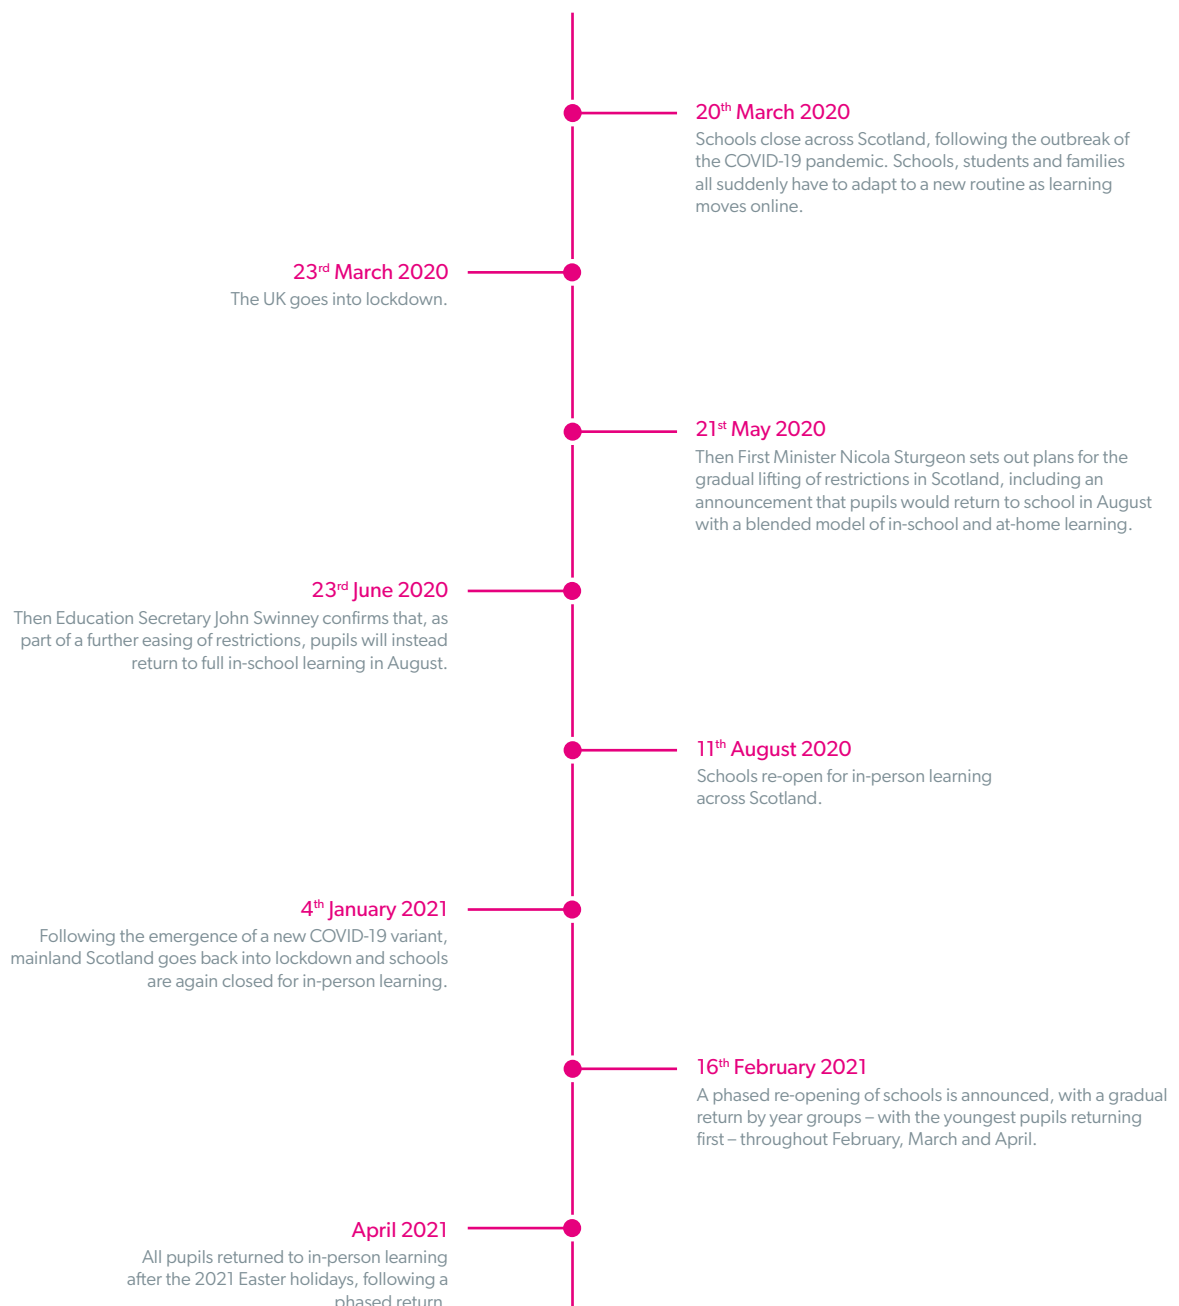 20th March 2020
Schools close across Scotland, following the outbreak of
the COVID-19 pandemic. Schools, students and families
all suddenly have to adapt to a new routine as learning
moves online.
23rd March 2020
The UK goes into lockdown.
21st May 2020
Then First Minister Nicola Sturgeon sets out plans for the
gradual lifting of restrictions in Scotland, including an
announcement that pupils would return to school in August
with a blended model of in-school and at-home learning.
23rd June 2020
Then Education Secretary John Swinney confirms that, as
part of a further easing of restrictions, pupils will instead
return to full in-school learning in August.
11th August 2020
Schools re-open for in-person learning
across Scotland.
4th January 2021
Following the emergence of a new COVID-19 variant,
mainland Scotland goes back into lockdown and schools
are again closed for in-person learning.
16th February 2021
A phased re-opening of schools is announced, with a gradual
return by year groups – with the youngest pupils returning
first – throughout February, March and April.
April 2021
All pupils returned to in-person learning
after the 2021 Easter holidays, following a
phased return.